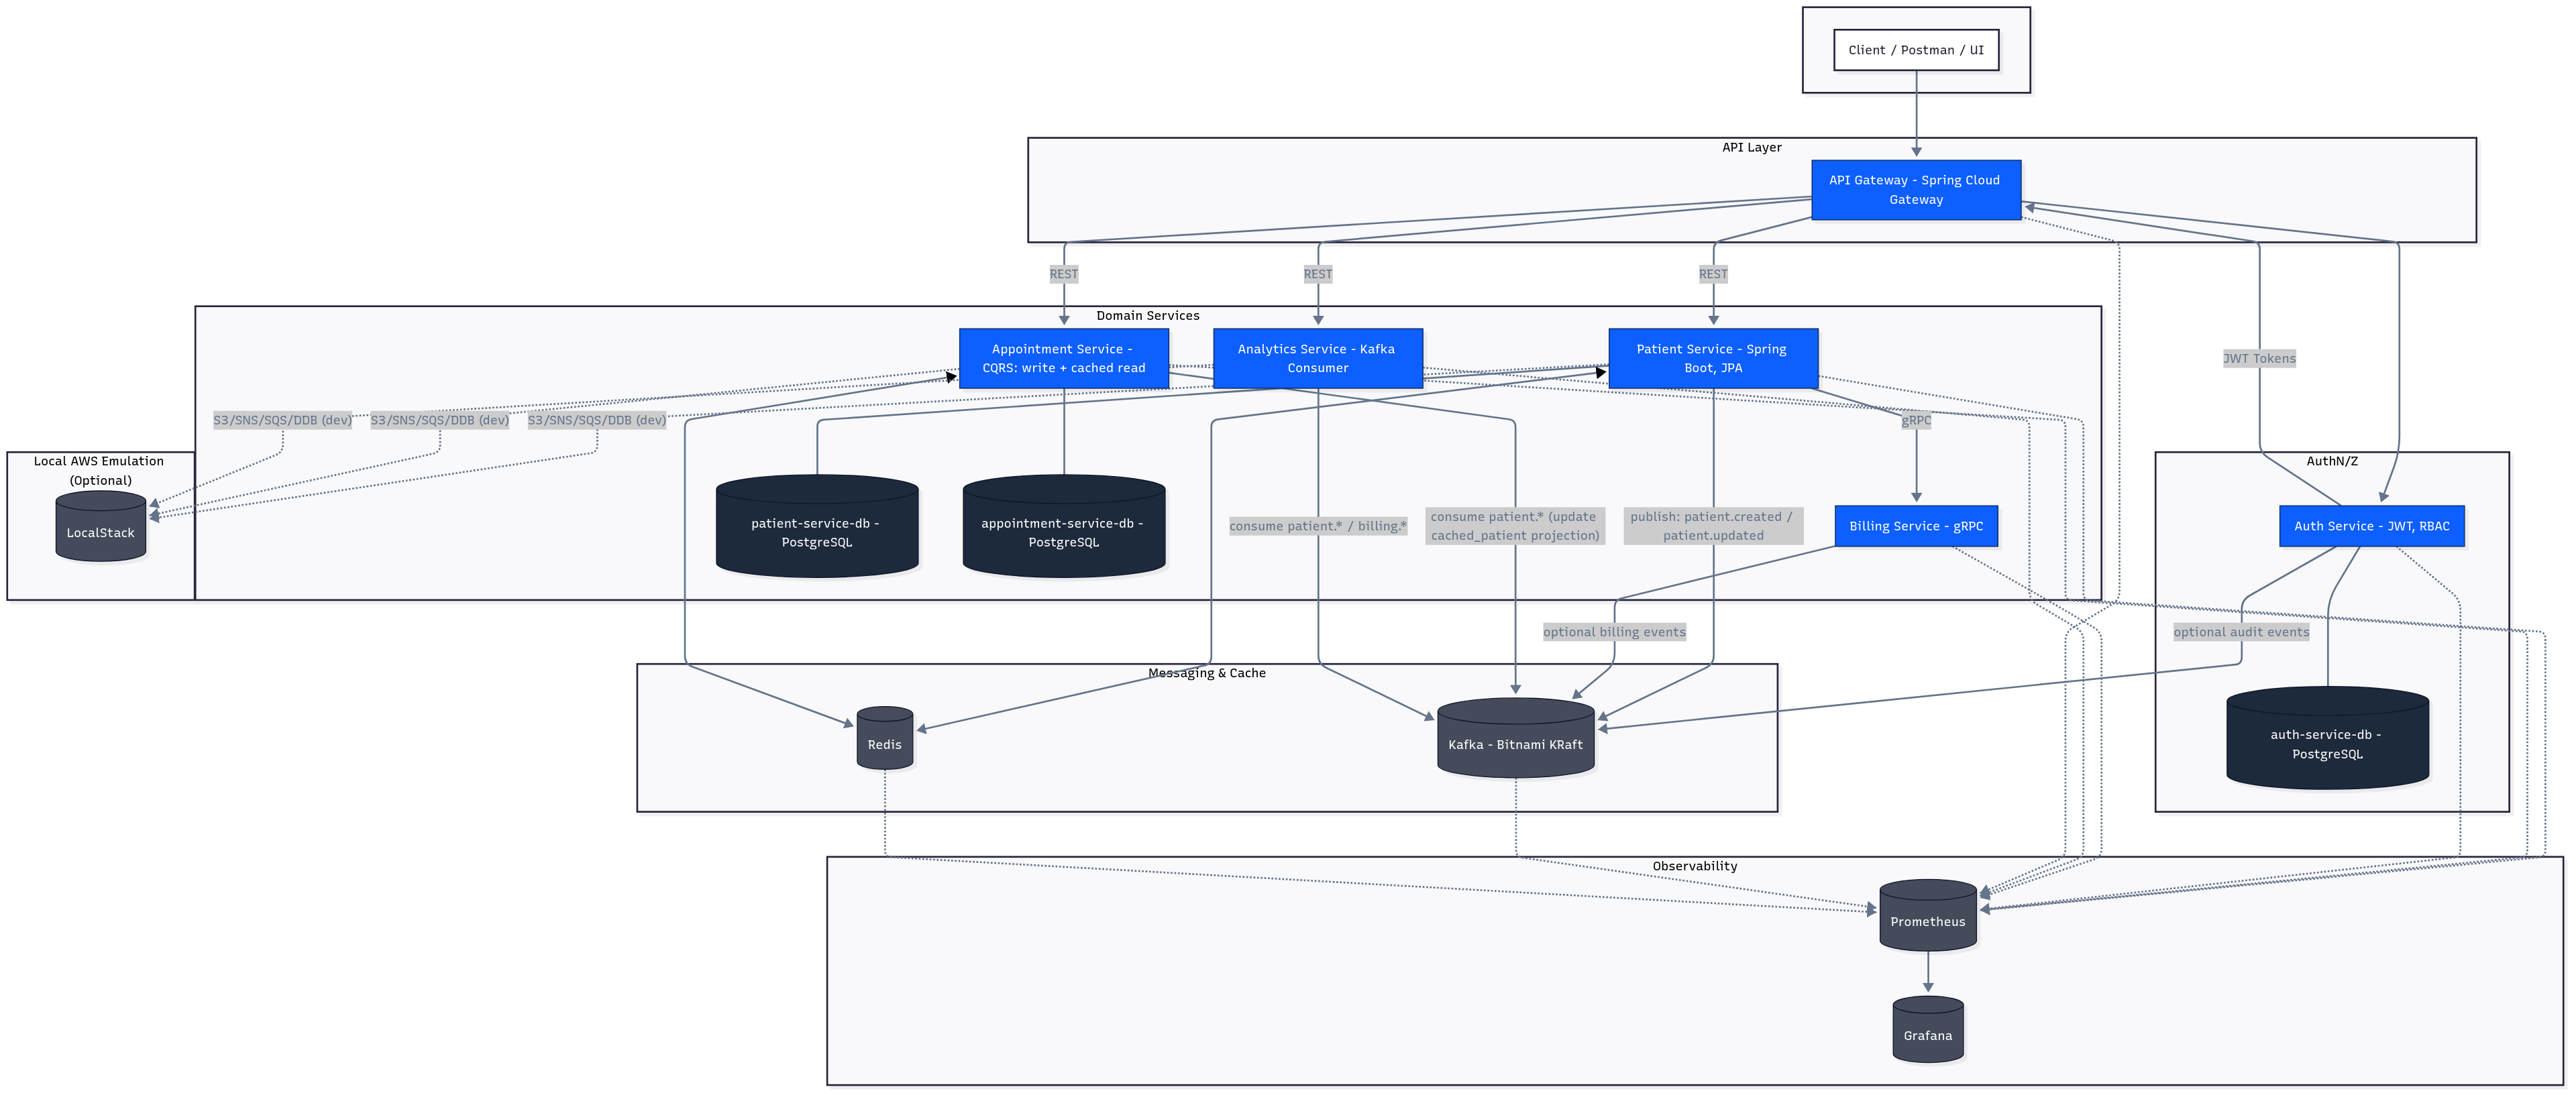 Client / Postman / UI
API Layer
API Gateway - Spring Cloud
Gateway
REST
REST
REST
JWT Tokens
Domain Services
Appointment Service -
CQRS: write + cached read
Analytics Service - Kafka
Consumer
Patient Service - Spring
Boot, JPA
S3/SNS/SQS/DDB (dev)
S3/SNS/SQS/DDB (dev)
S3/SNS/SQS/DDB (dev)
gRPC
Local AWS Emulation
(Optional)
LocalStack
patient-service-db -
PostgreSQL
appointment-service-db -
PostgreSQL
consume patient.* / billing.*
consume patient.* (update
cached_patient projection)
publish: patient.created /
patient.updated
Billing Service - gRPC
AuthN/Z
Auth Service - JWT, RBAC
optional billing events
optional audit events
Messaging & Cache
Redis
Kafka - Bitnami KRaft
auth-service-db -
PostgreSQL
Observability
Prometheus
Grafana